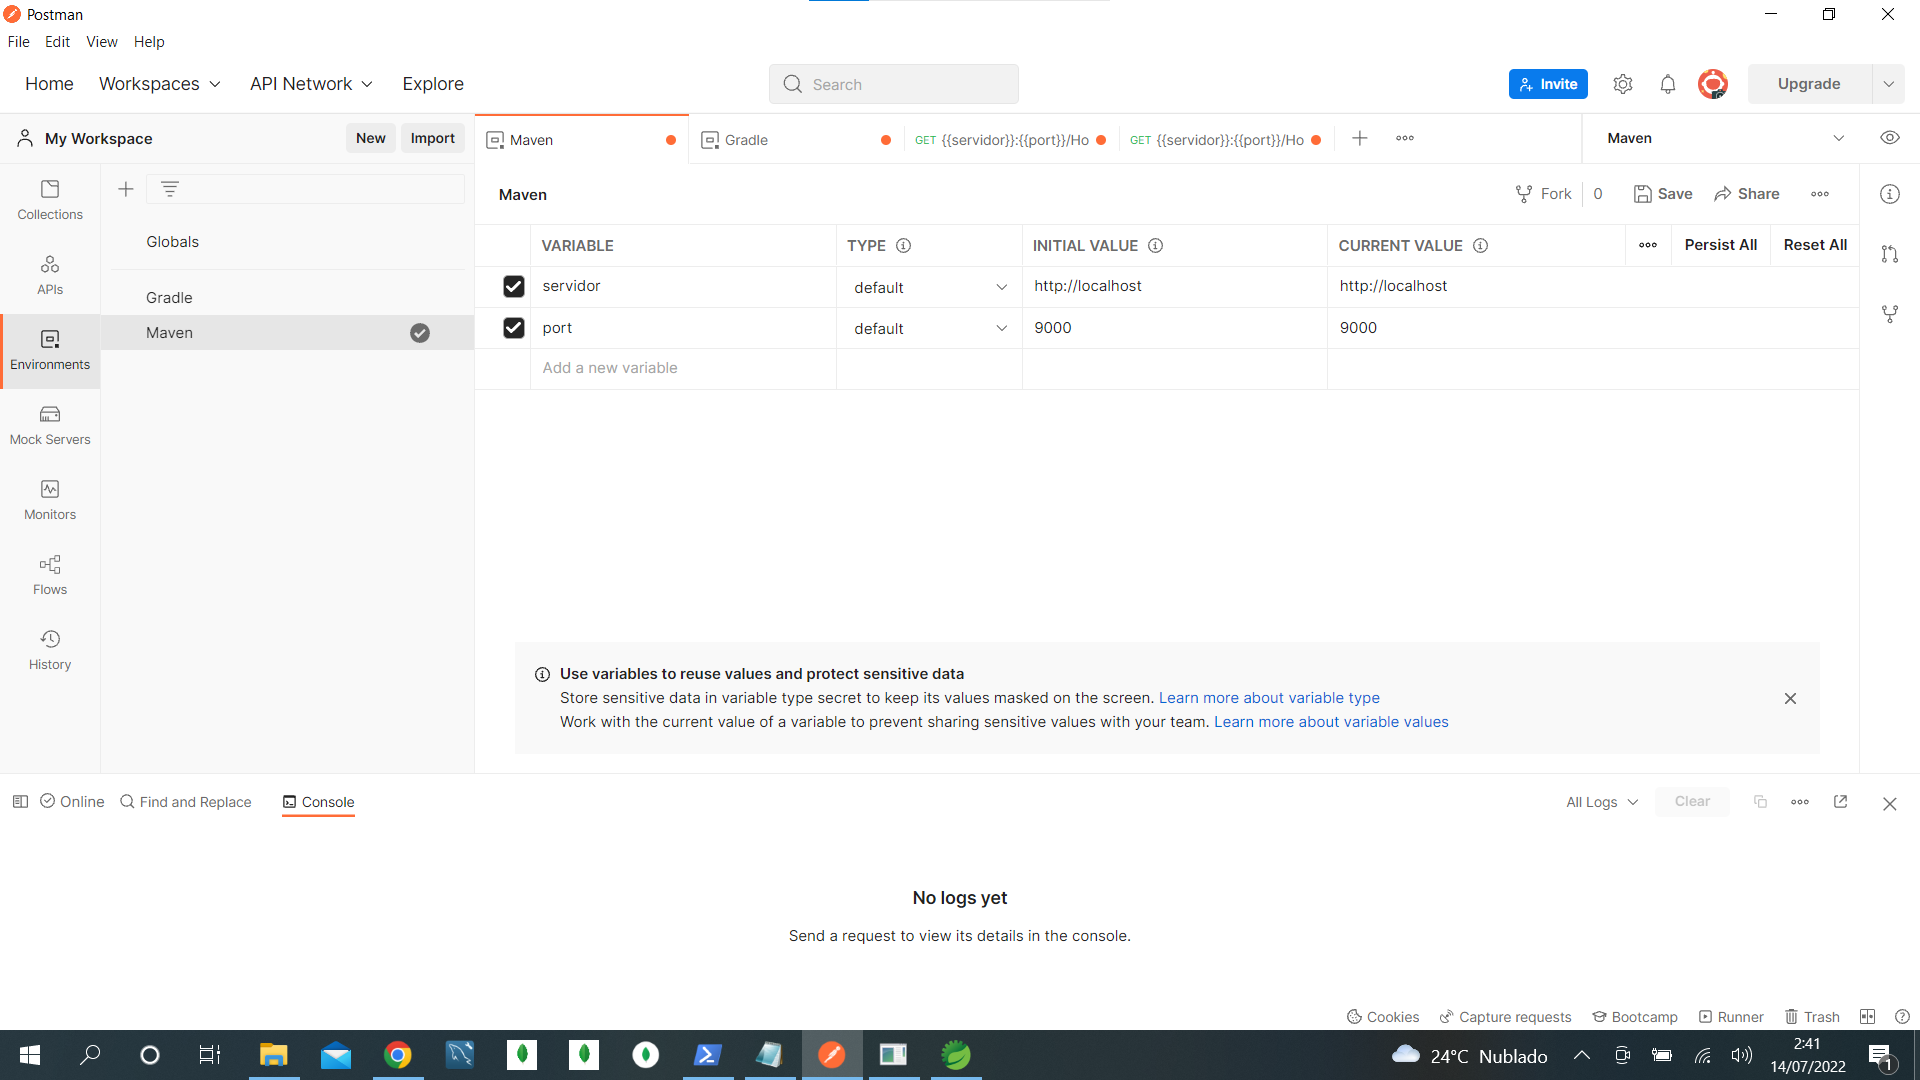 Postman
File Edit View Help
Home Workspaces API Network Explore Search Invite Upgrade
My Workspace New Import Maven Gradle GET {{servidor}}:{{port}}/Ho GET {{servidor}}:{{port}}/Ho Maven
Maven Fork 0 Save Share
Collections
Globals
VARIABLE TYPE INITIAL VALUE CURRENT VALUE Persist All Reset All
APIs
Gradle
servidor default http://localhost http://localhost
Maven
port default 9000 9000
Environments
Add a new variable
Mock Servers
Monitors
Flows
History
Use variables to reuse values and protect sensitive data
Store sensitive data in variable type secret to keep its values masked on the screen. Learn more about variable type
Work with the current value of a variable to prevent sharing sensitive values with your team. Learn more about variable values
Online Find and Replace Console All Logs Clear
No logs yet
Send a request to view its details in the console.
Cookies Capture requests Bootcamp Runner Trash
24°C Nublado
2:41
14/07/2022
1